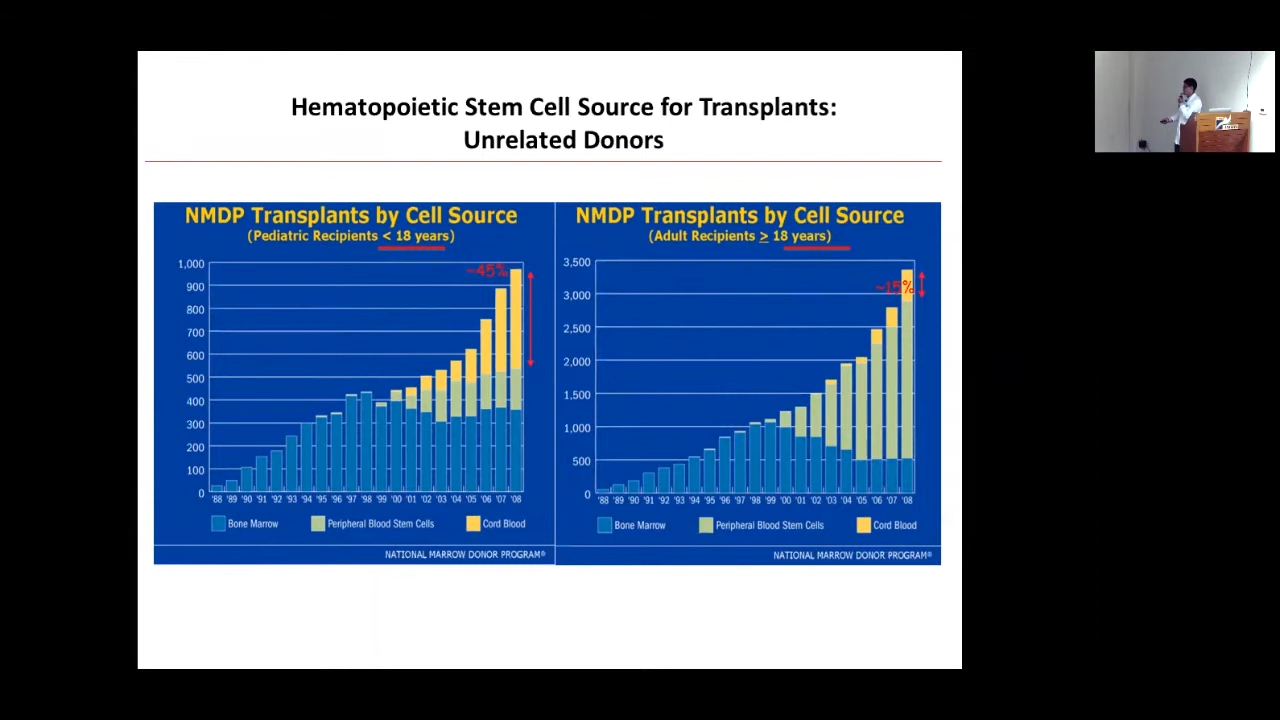 Hematopoietic Stem Cell Source for Transplants:
Unrelated Donors
NMDP Transplants by Cell Source
(Pediatric Recipients < 18 years)
1,000
900
800
700
600
500
400
300
200
100
0
~45%
'88 '89 '90 '91 '92 '93 '94 '95 '96 '97 '98 '99 '00 '01 '02 '03 '04 '05 '06 '07 '08
Bone Marrow Peripheral Blood Stem Cells Cord Blood
NATIONAL MARROW DONOR PROGRAM®
NMDP Transplants by Cell Source
(Adult Recipients ≥ 18 years)
3,500
3,000
2,500
2,000
1,500
1,000
500
0
~15%
'88 '89 '90 '91 '92 '93 '94 '95 '96 '97 '98 '99 '00 '01 '02 '03 '04 '05 '06 '07 '08
Bone Marrow Peripheral Blood Stem Cells Cord Blood
NATIONAL MARROW DONOR PROGRAM®